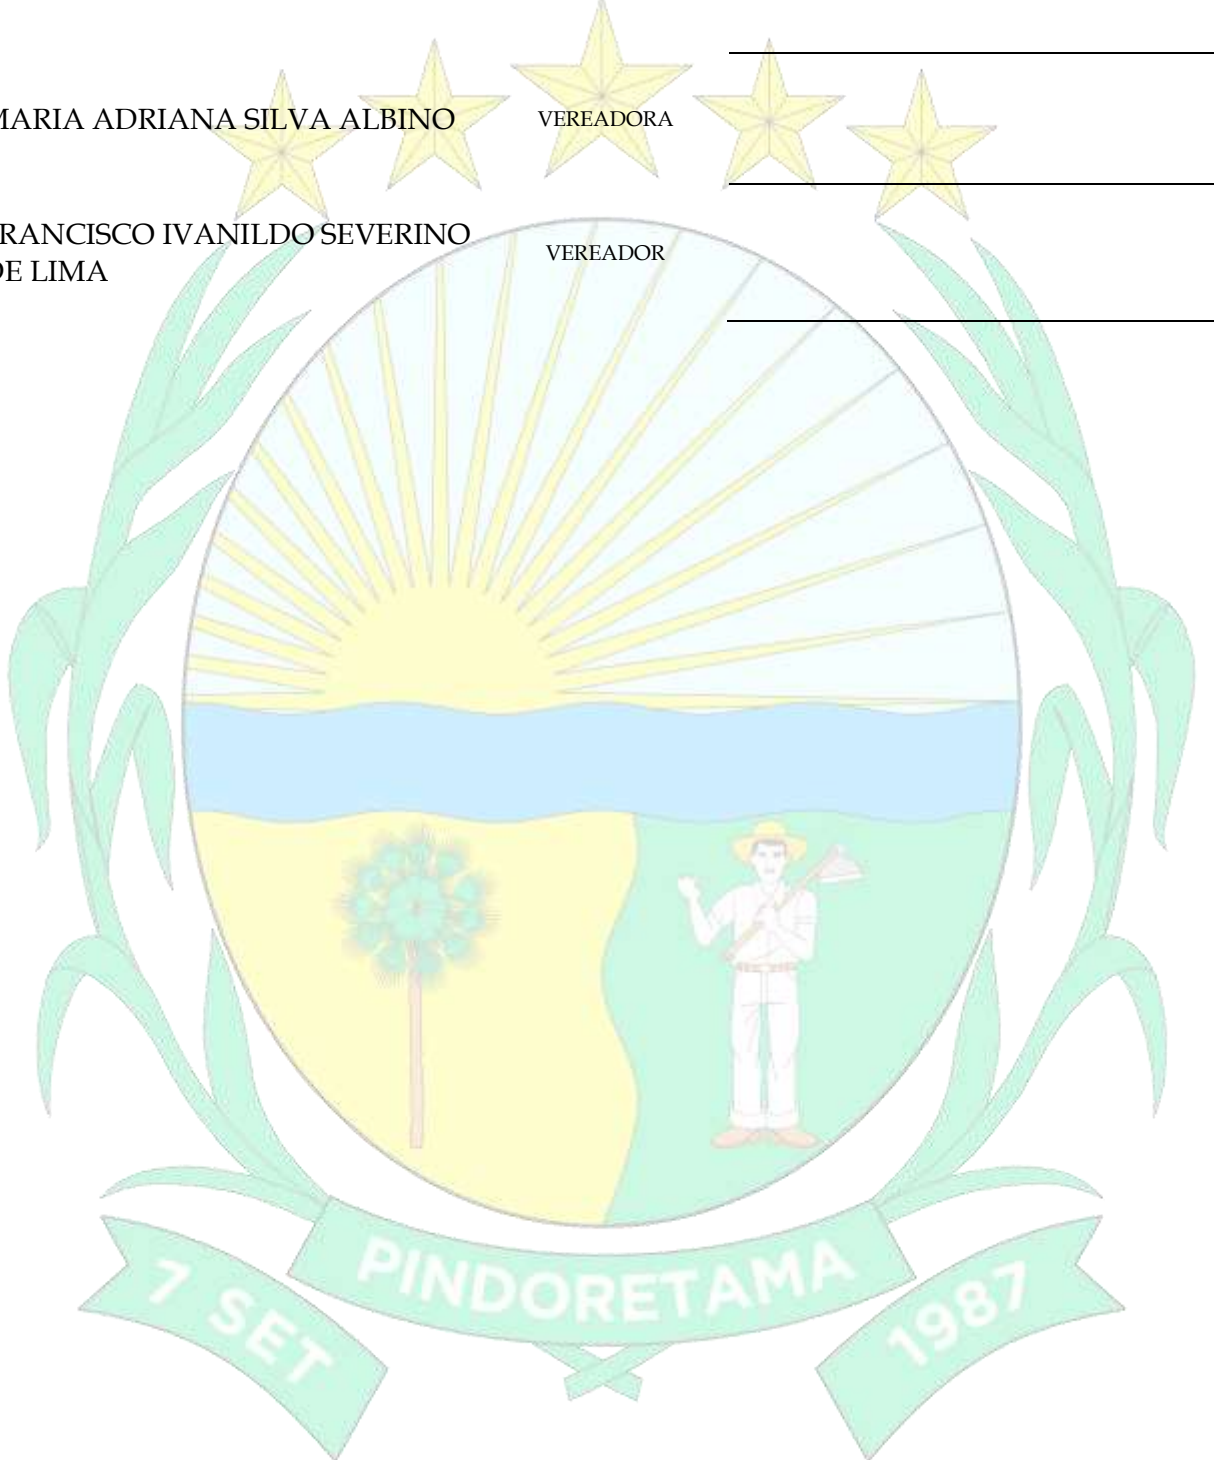 MARIA ADRIANA SILVA ALBINO VEREADORA
RANCISCO IVANILDO SEVERINO
DE LIMA
VEREADOR
PINDORETAMA
7 SET
1987